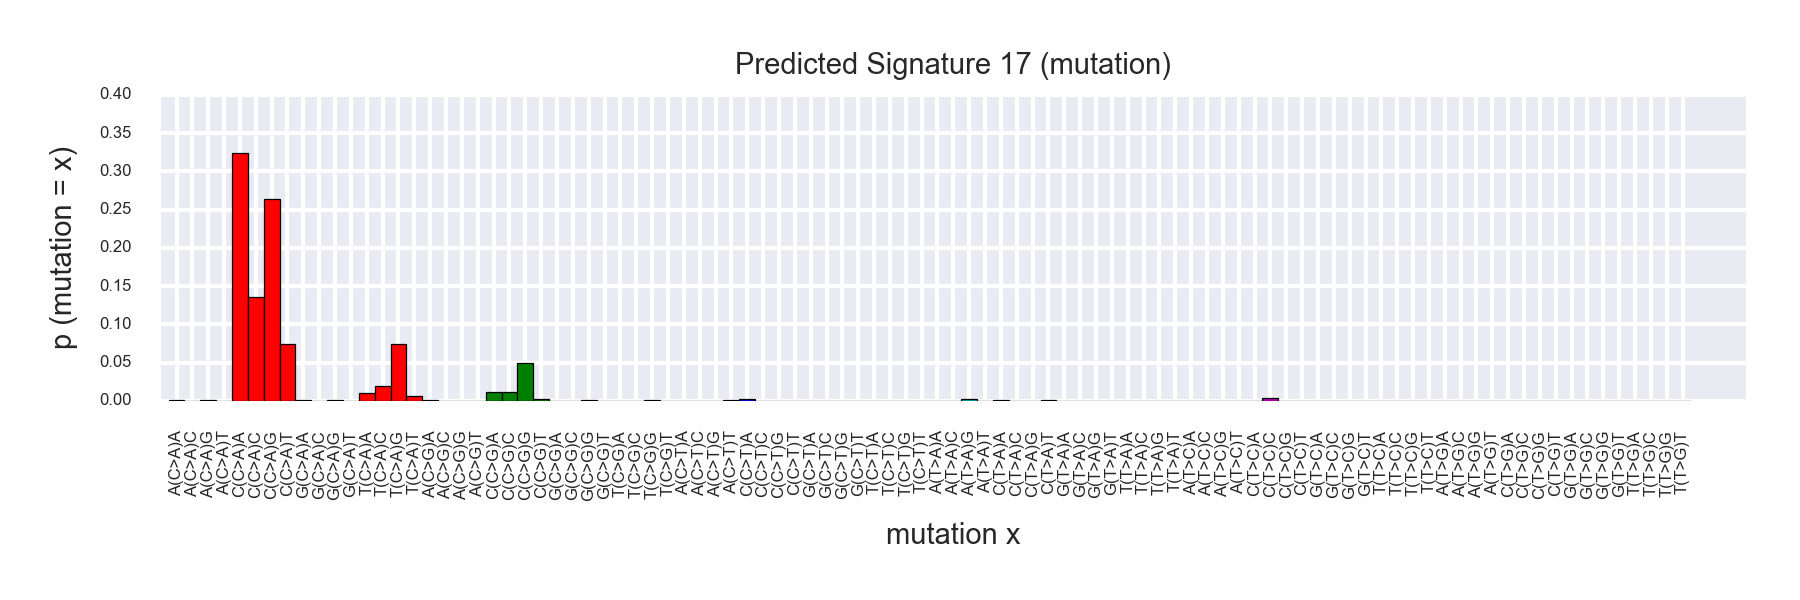 Predicted Signature 17 (mutation)
0.40
0.35
0.30
0.25
0.20
0.15
0.10
0.05
0.00
p (mutation = x)
A(C>A)A
A(C>A)C
A(C>A)G
A(C>A)T
C(C>A)A
C(C>A)C
C(C>A)G
C(C>A)T
G(C>A)A
G(C>A)C
G(C>A)G
G(C>A)T
T(C>A)A
T(C>A)C
T(C>A)G
T(C>A)T
A(C>G)A
A(C>G)C
A(C>G)G
A(C>G)T
C(C>G)A
C(C>G)C
C(C>G)G
C(C>G)T
G(C>G)A
G(C>G)C
G(C>G)G
G(C>G)T
T(C>G)A
T(C>G)C
T(C>G)G
T(C>G)T
A(C>T)A
A(C>T)C
A(C>T)G
A(C>T)T
C(C>T)A
C(C>T)C
C(C>T)G
C(C>T)T
G(C>T)A
G(C>T)C
G(C>T)G
G(C>T)T
T(C>T)A
T(C>T)C
T(C>T)G
T(C>T)T
A(T>A)A
A(T>A)C
A(T>A)G
A(T>A)T
C(T>A)A
C(T>A)C
C(T>A)G
C(T>A)T
G(T>A)A
G(T>A)C
G(T>A)G
G(T>A)T
T(T>A)A
T(T>A)C
T(T>A)G
T(T>A)T
A(T>C)A
A(T>C)C
A(T>C)G
A(T>C)T
C(T>C)A
C(T>C)C
C(T>C)G
C(T>C)T
G(T>C)A
G(T>C)C
G(T>C)G
G(T>C)T
T(T>C)A
T(T>C)C
T(T>C)G
T(T>C)T
A(T>G)A
A(T>G)C
A(T>G)G
A(T>G)T
C(T>G)A
C(T>G)C
C(T>G)G
C(T>G)T
G(T>G)A
G(T>G)C
G(T>G)G
G(T>G)T
T(T>G)A
T(T>G)C
T(T>G)G
T(T>G)T
mutation x